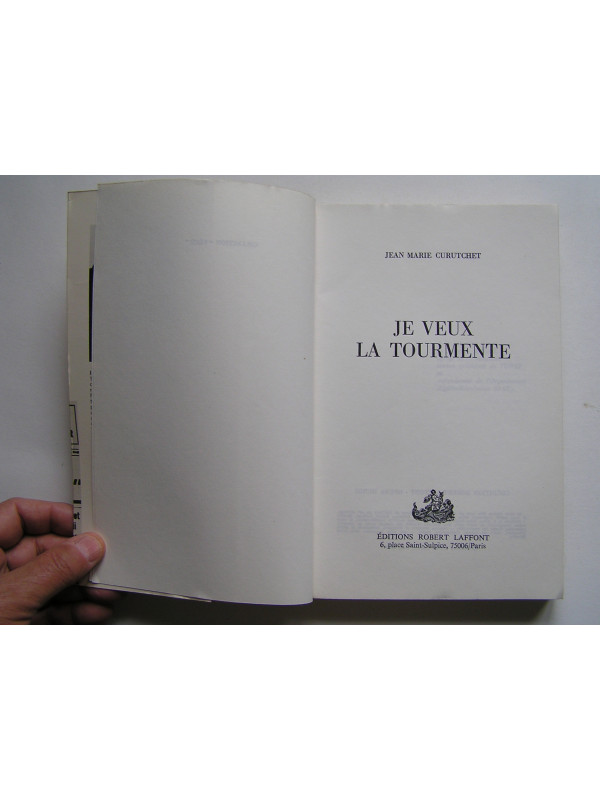 JEAN MARIE CURUTCHET
JE VEUX
LA TOURMENTE
ÉDITIONS ROBERT LAFFONT
6, place Saint-Sulpice, 75006/Paris